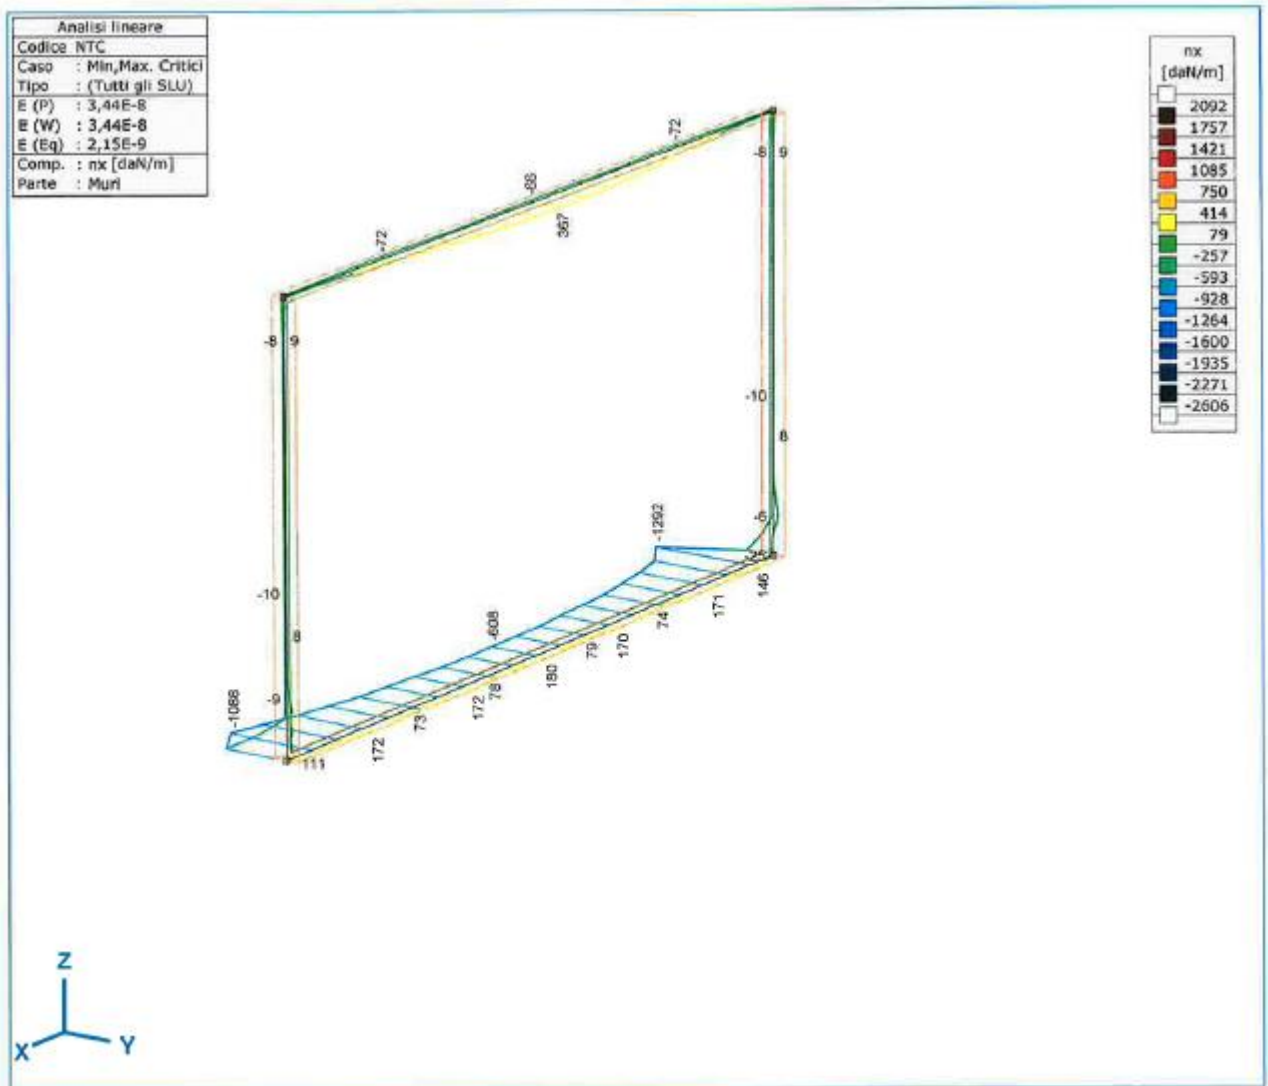 Analisi lineare
Codice NTC
Caso : Min,Max. Critici
Tipo : (Tutti gli SLU)
E (P) : 3,44E-8
E (W) : 3,44E-8
E (Eq) : 2,15E-9
Comp. : nx [daN/m]
Parte : Muri
nx
[daN/m]
2092
1757
1421
1085
750
414
79
-257
-593
-928
-1264
-1600
-1935
-2271
-2606
-72
-72
367
-8
9
-8
9
-10
8
-10
8
-9
-1292
-608
146
171
74
170
79
180
78
172
73
172
111
Z
X
Y